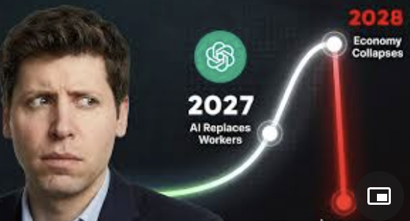 2028
Economy
Collapses
2027
AI Replaces
Workers